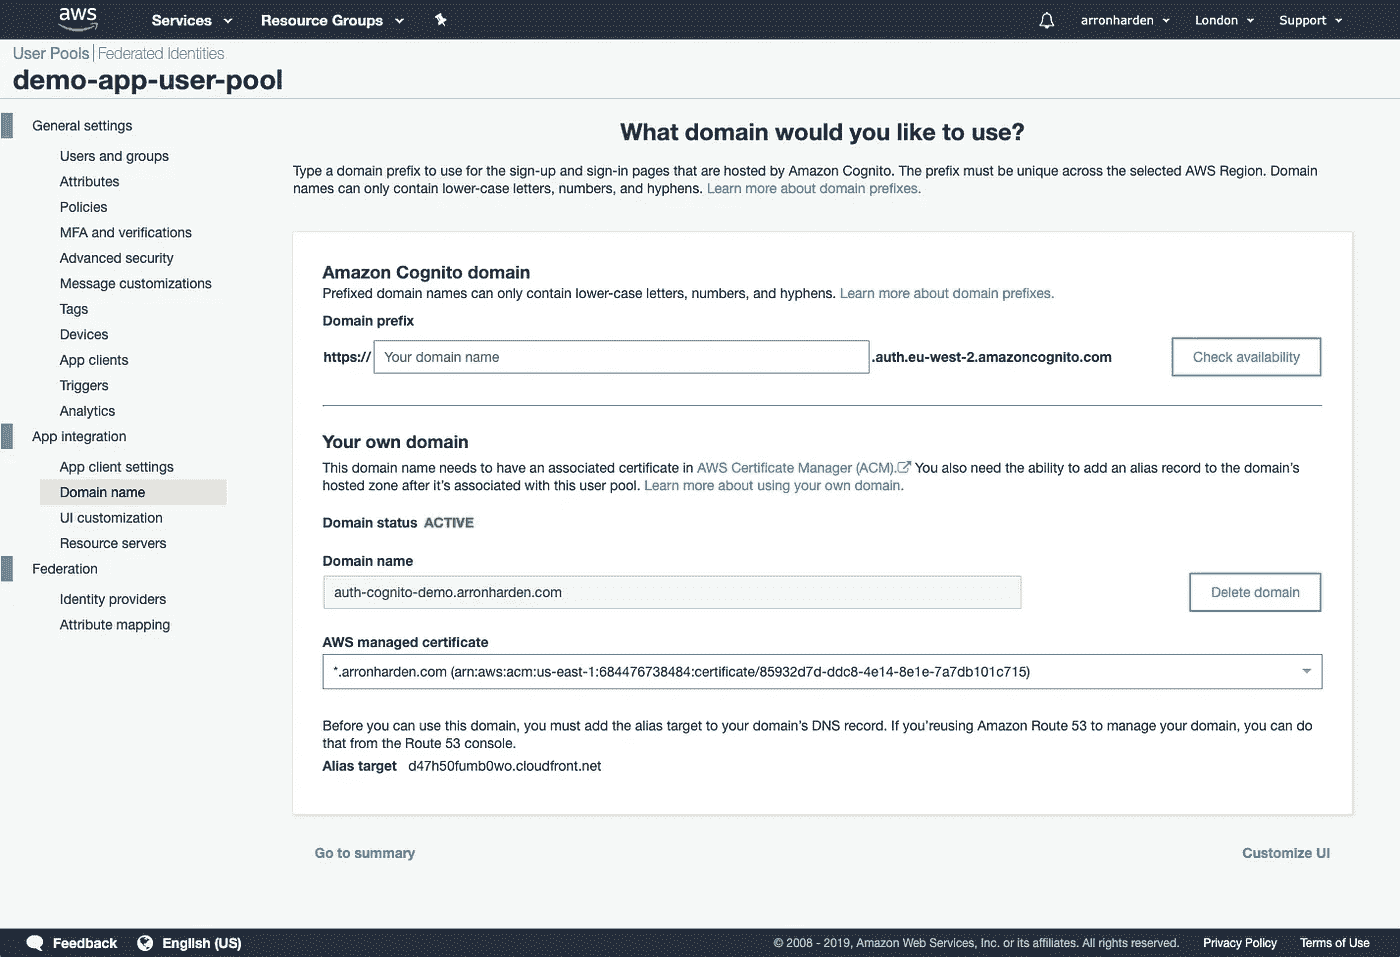 aws Services Resource Groups arronharden London Support
User Pools | Federated Identities
demo-app-user-pool
General settings
Users and groups
Attributes
Policies
MFA and verifications
Advanced security
Message customizations
Tags
Devices
App clients
Triggers
Analytics
App integration
App client settings
Domain name
UI customization
Resource servers
Federation
Identity providers
Attribute mapping
What domain would you like to use?
Type a domain prefix to use for the sign-up and sign-in pages that are hosted by Amazon Cognito. The prefix must be unique across the selected AWS Region. Domain
names can only contain lower-case letters, numbers, and hyphens. Learn more about domain prefixes.
Amazon Cognito domain
Prefixed domain names can only contain lower-case letters, numbers, and hyphens. Learn more about domain prefixes.
Domain prefix
https:// Your domain name .auth.eu-west-2.amazoncognito.com Check availability
Your own domain
This domain name needs to have an associated certificate in AWS Certificate Manager (ACM). You also need the ability to add an alias record to the domain's
hosted zone after it's associated with this user pool. Learn more about using your own domain.
Domain status ACTIVE
Domain name
auth-cognito-demo.arronharden.com Delete domain
AWS managed certificate
*.arronharden.com (arn:aws:acm:us-east-1:684476738484:certificate/85932d7d-ddc8-4e14-8e1e-7a7db101c715)
Before you can use this domain, you must add the alias target to your domain's DNS record. If you'reusing Amazon Route 53 to manage your domain, you can do
that from the Route 53 console.
Alias target d47h50fumb0wo.cloudfront.net
Go to summary Customize UI
Feedback English (US) © 2008 - 2019, Amazon Web Services, Inc. or its affiliates. All rights reserved. Privacy Policy Terms of Use